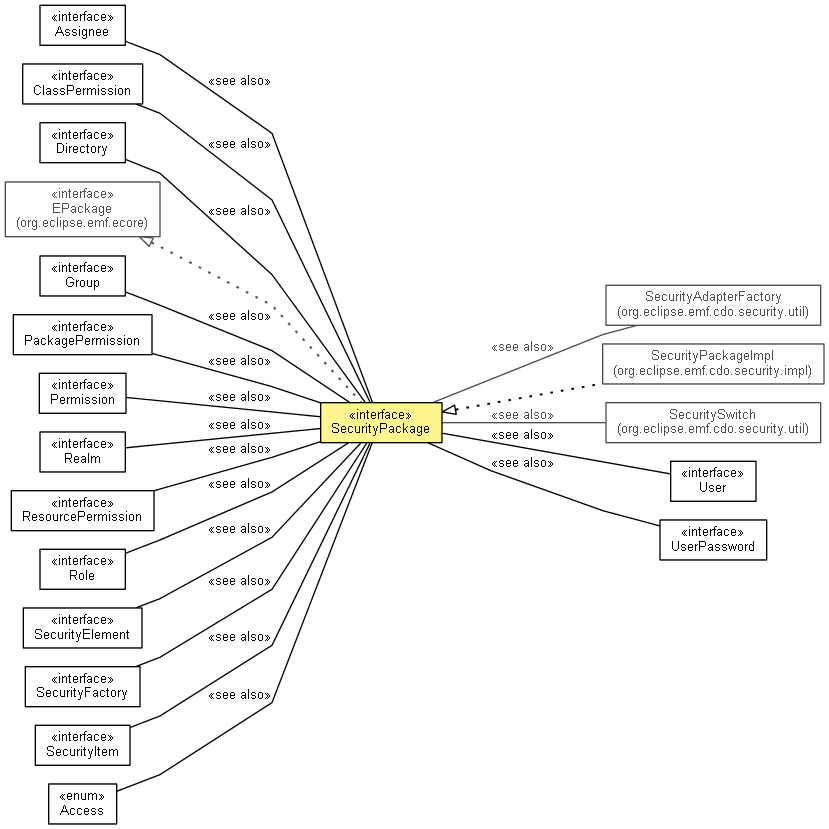 «interface»
Assignee
«see also»
«interface»
ClassPermission
«see also»
«interface»
Directory
«see also»
«interface»
EPackage
(org.eclipse.emf.ecore)
«interface»
Group
«see also»
«interface»
PackagePermission
«see also»
«interface»
Permission
«see also»
«interface»
Realm
«see also»
«interface»
ResourcePermission
«see also»
«interface»
Role
«see also»
«interface»
SecurityElement
«see also»
«interface»
SecurityFactory
«see also»
«interface»
SecurityItem
«see also»
«enum»
Access
«interface»
SecurityPackage
SecurityAdapterFactory
(org.eclipse.emf.cdo.security.util)
«see also»
SecurityPackageImpl
(org.eclipse.emf.cdo.security.impl)
«see also»
SecuritySwitch
(org.eclipse.emf.cdo.security.util)
«see also»
«interface»
User
«see also»
«interface»
UserPassword